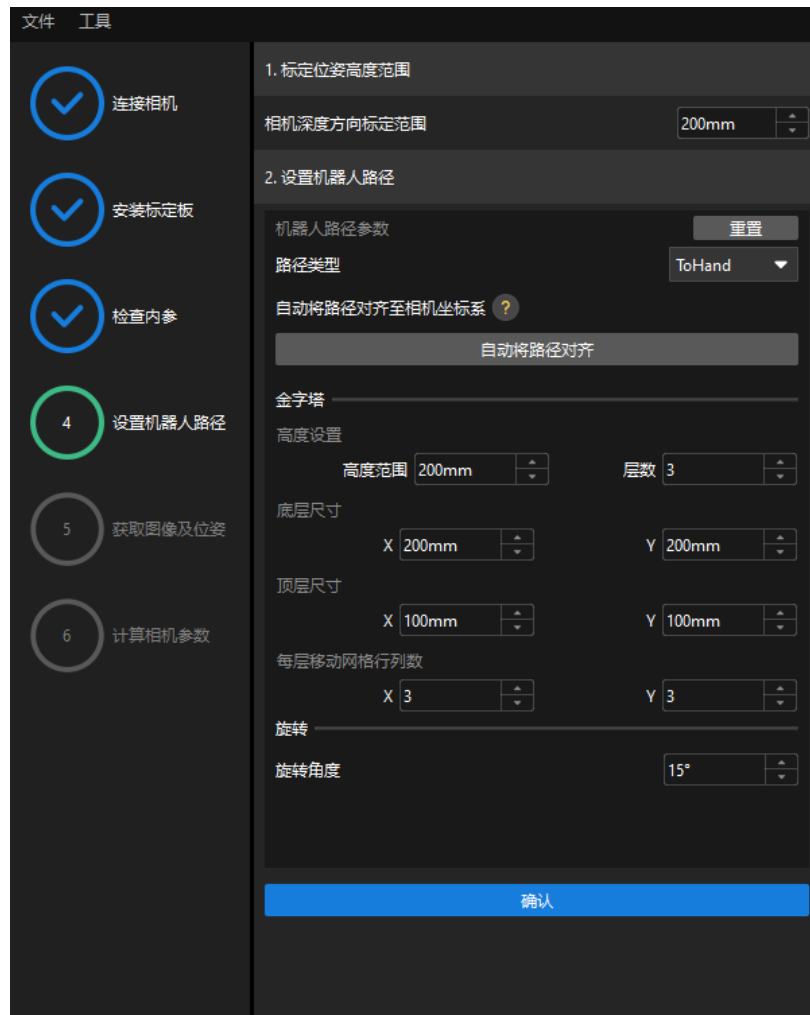 文件 工具
连接相机
安装标定板
检查内参
4 设置机器人路径
5 获取图像及位姿
6 计算相机参数
1. 标定位姿高度范围
相机深度方向标定范围 200mm
2. 设置机器人路径
机器人路径参数 重置
路径类型 ToHand
自动将路径对齐至相机坐标系 ?
自动将路径对齐
金字塔
高度设置
高度范围 200mm 层数 3
底层尺寸
X 200mm Y 200mm
顶层尺寸
X 100mm Y 100mm
每层移动网格行列数
X 3 Y 3
旋转
旋转角度 15°
确认